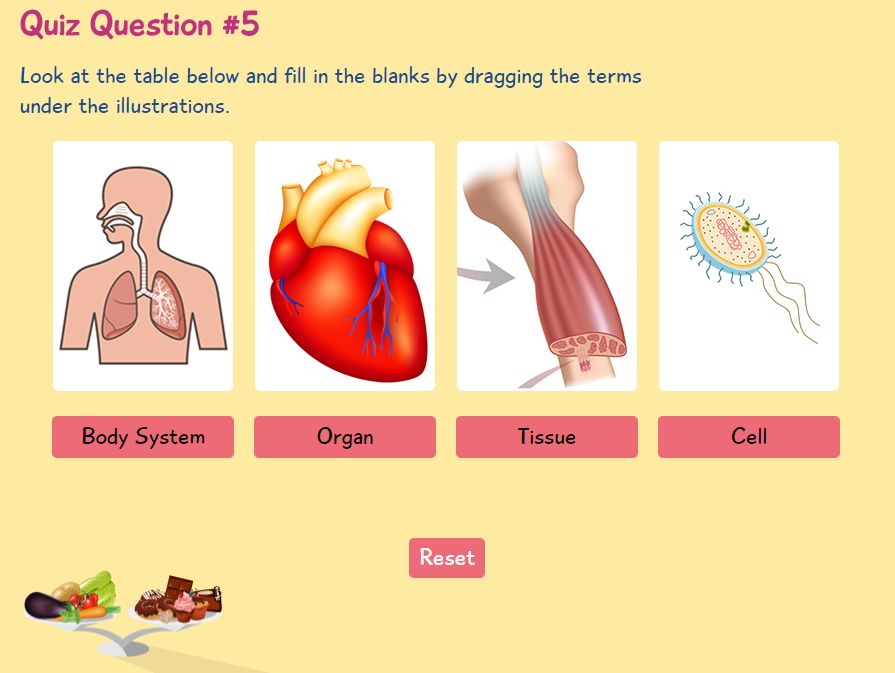 Quiz Question #5
Look at the table below and fill in the blanks by dragging the terms
under the illustrations.
Body System
Organ
Tissue
Cell
Reset